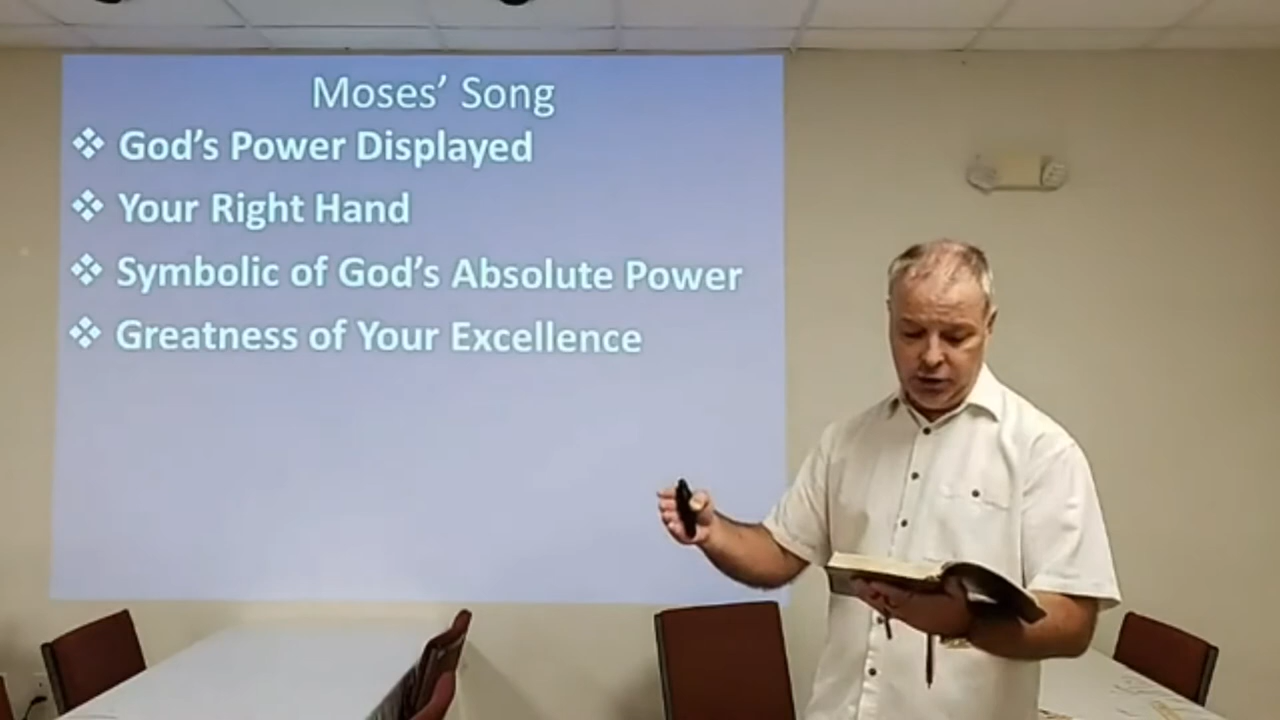 Moses’ Song
❖ God’s Power Displayed
❖ Your Right Hand
❖ Symbolic of God’s Absolute Power
❖ Greatness of Your Excellence